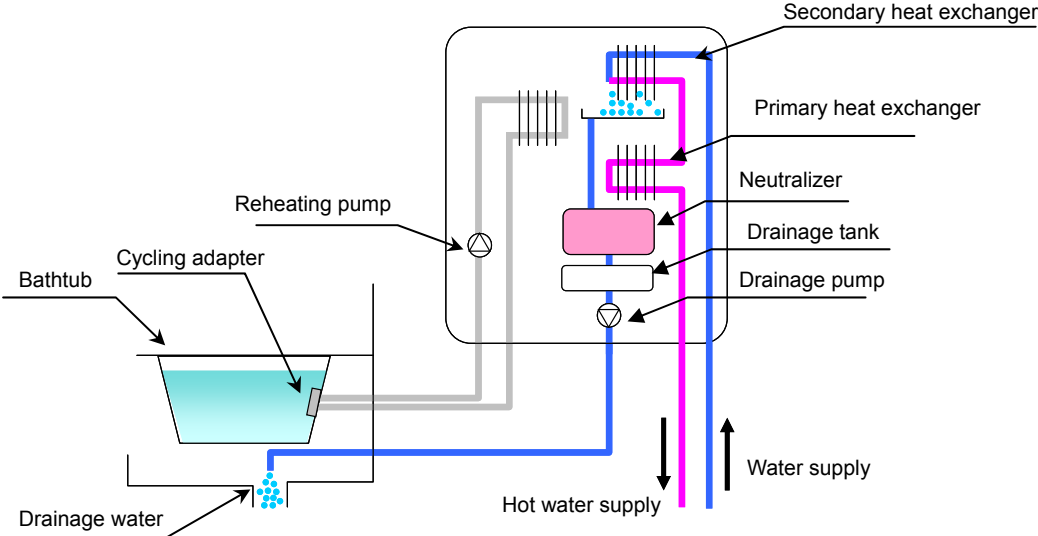 Secondary heat exchanger
Primary heat exchanger
Neutralizer
Reheating pump
Drainage tank
Cycling adapter
Bathtub
Drainage pump
Water supply
Hot water supply
Drainage water